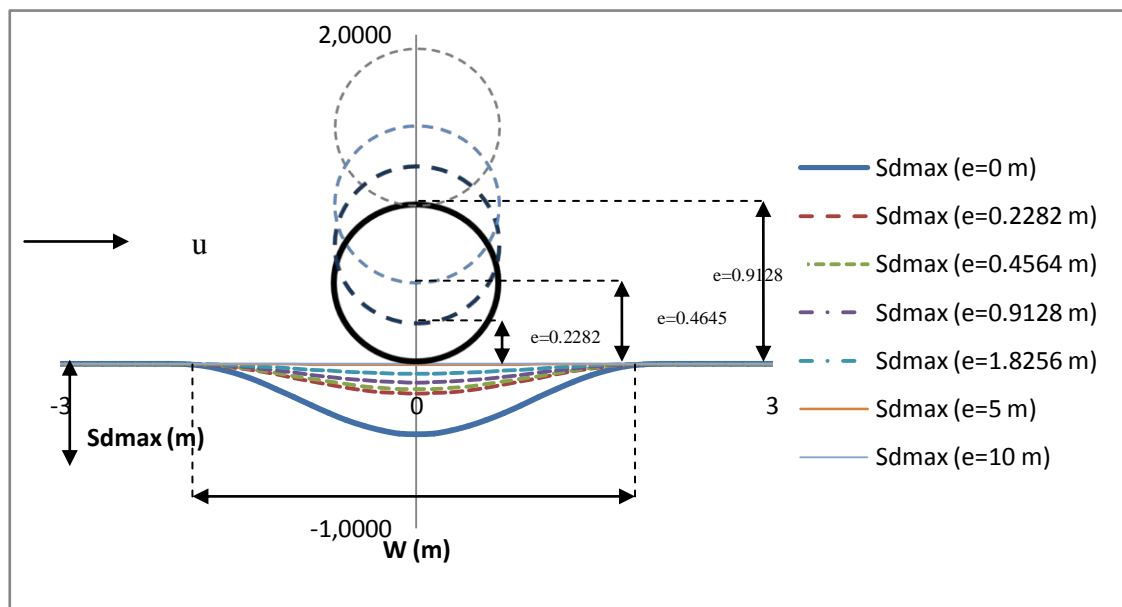 2,0000
Sdmax (e=0 m)
Sdmax (e=0.2282 m)
u
Sdmax (e=0.4564 m)
e=0.9128
Sdmax (e=0.9128 m)
e=0.4645
e=0.2282
Sdmax (e=1.8256 m)
-3
0
3
Sdmax (e=5 m)
Sdmax (m)
Sdmax (e=10 m)
-1,0000
W (m)